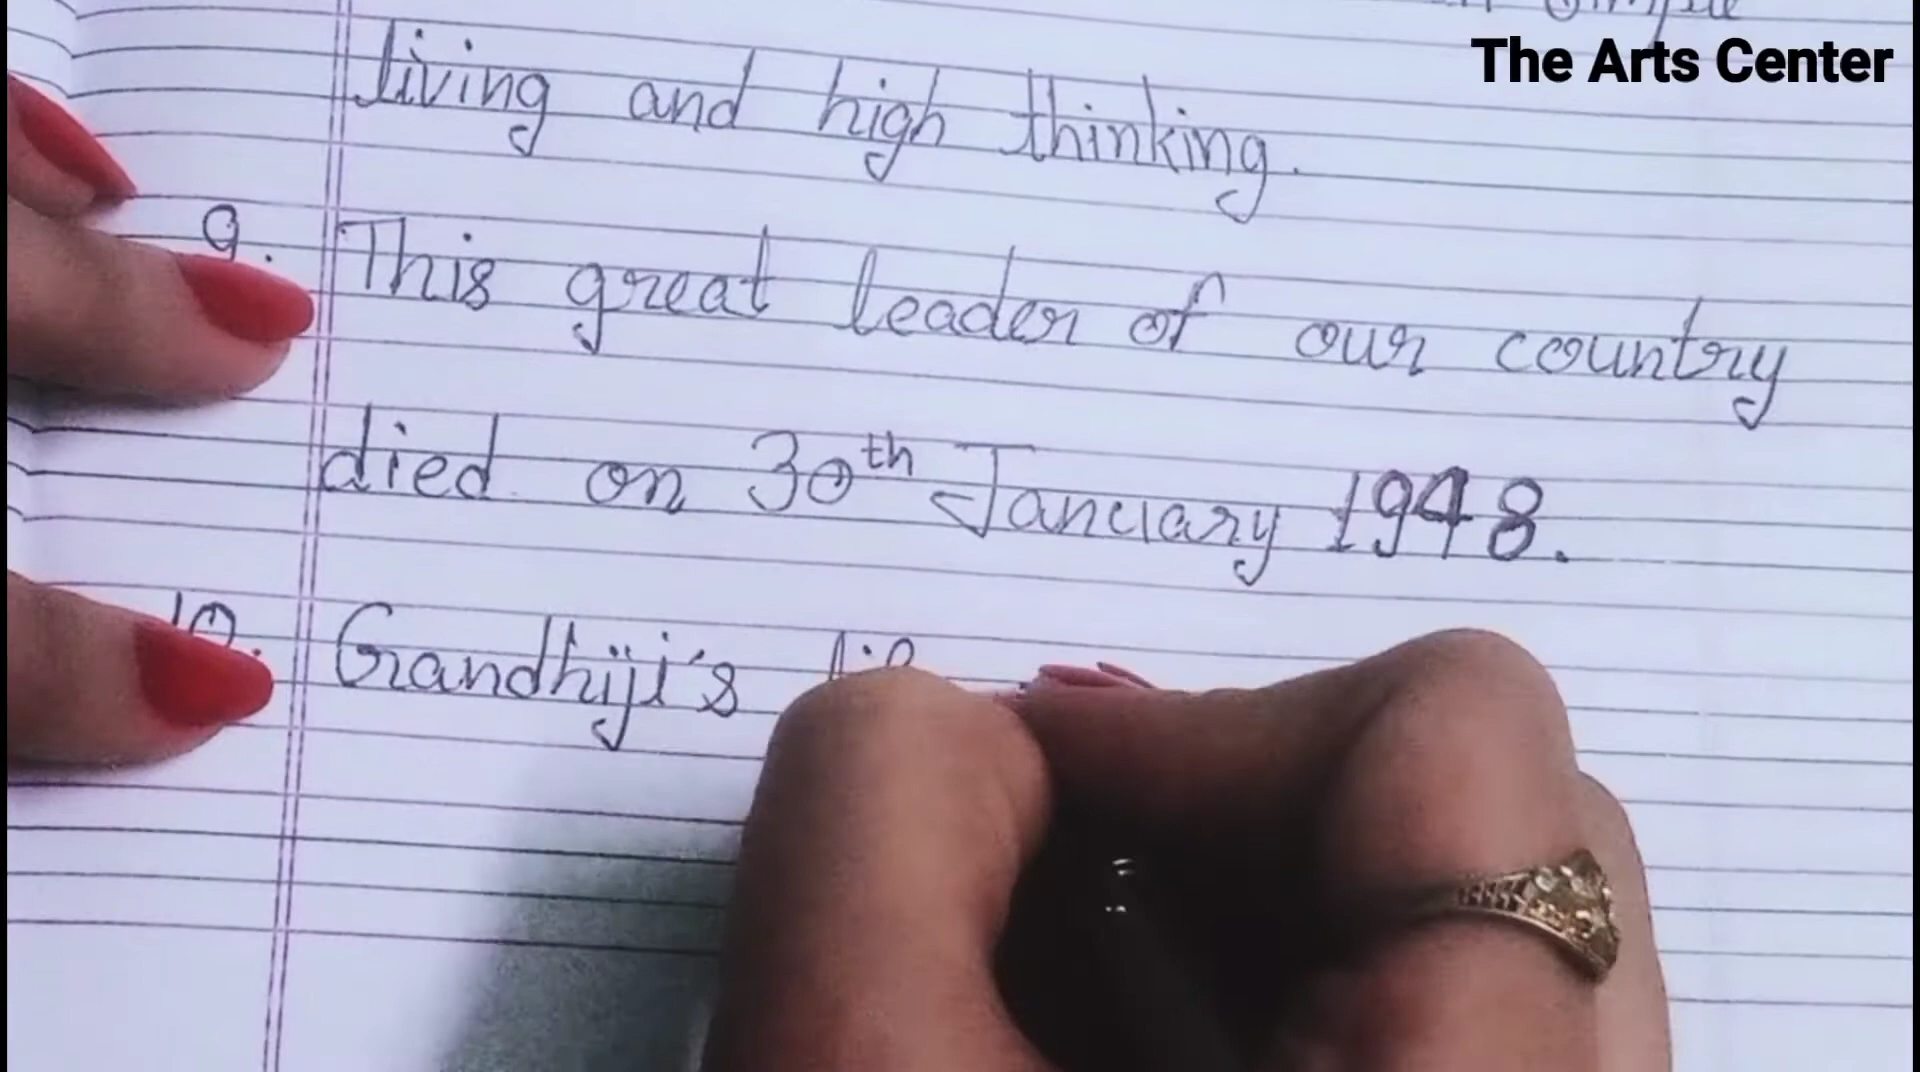 The Arts Center
living and high thinking.
9. This great leader of our country
died on 30th January 1948.
10. Gandhiji's